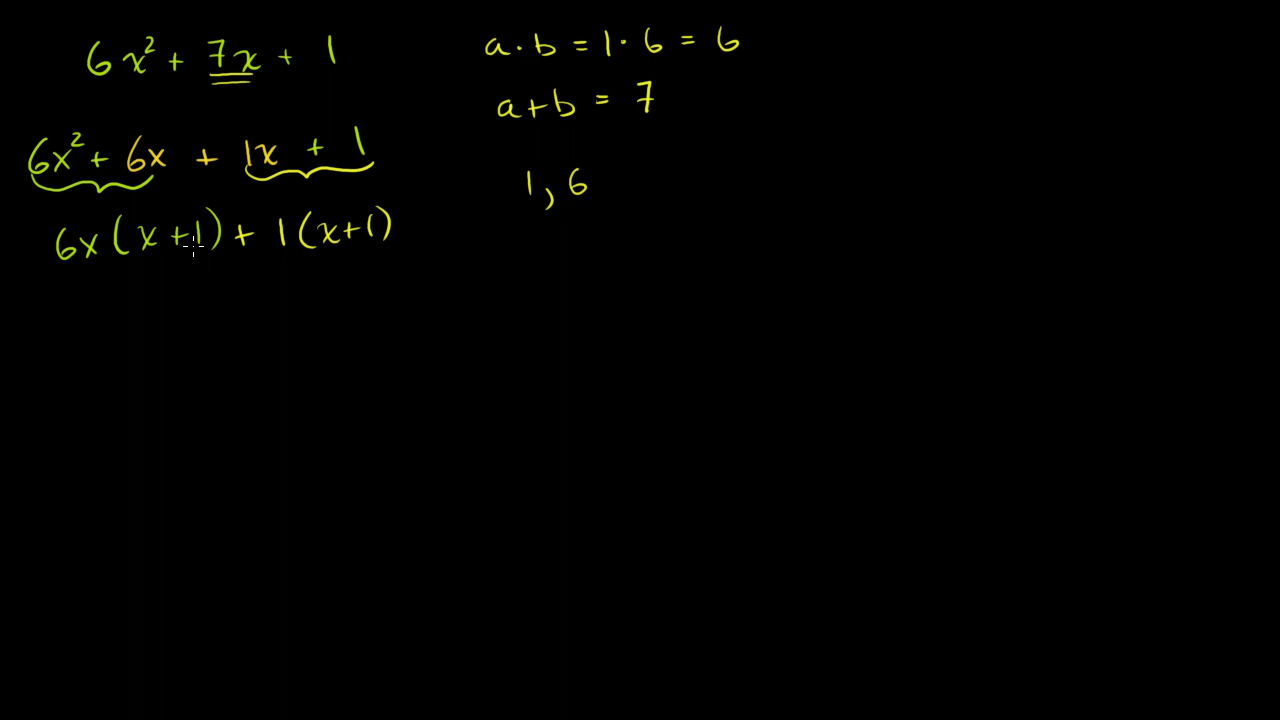 6x² + 7x + 1
6x² + 6x + 1x + 1
6x(x+1) + 1(x+1)
a·b = 1·6 = 6
a+b = 7
1, 6